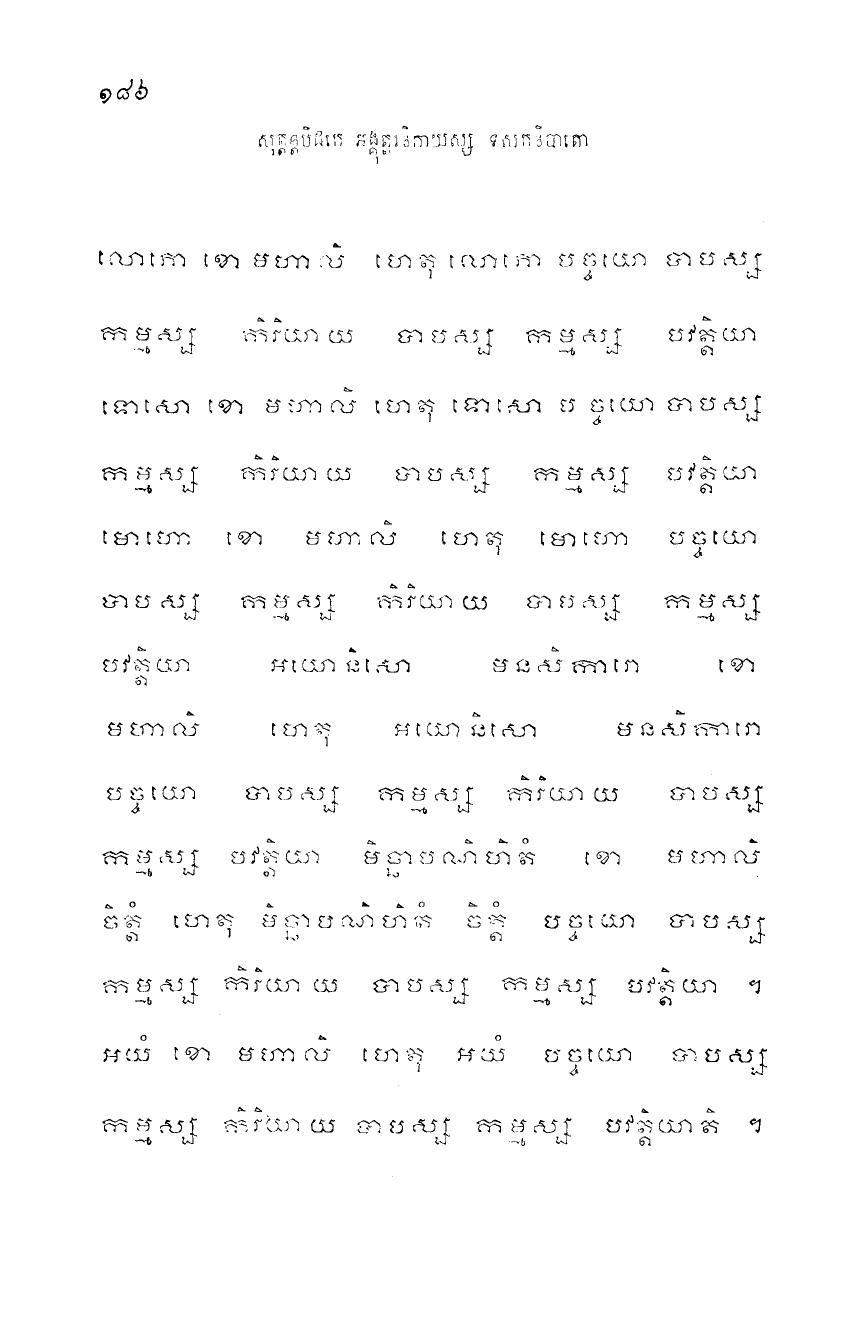 ១៨៦
សុត្តន្តបិដកេ អង្គុត្តរនិកាយស្ស ទសកនិបាតោ
លោភោ ខោ មហាលិ ហេតុ លោភោ បច្ចយោ បាបស្ស
កម្មស្ស កិរិយាយ បាបស្ស កម្មស្ស បវត្តិយា
ទោសោ ខោ មហាលិ ហេតុ ទោសោ បច្ចយោ បាបស្ស
កម្មស្ស កិរិយាយ បាបស្ស កម្មស្ស បវត្តិយា
មោហោ ខោ មហាលិ ហេតុ មោហោ បច្ចយោ
បាបស្ស កម្មស្ស កិរិយាយ បាបស្ស កម្មស្ស
បវត្តិយា អយោនិសោ មនសិការោ ខោ
មហាលិ ហេតុ អយោនិសោ មនសិការោ
បច្ចយោ បាបស្ស កម្មស្ស កិរិយាយ បាបស្ស
កម្មស្ស បវត្តិយា មិច្ឆាបណិហិតំ ខោ មហាលិ
ចិត្តំ ហេតុ មិច្ឆាបណិហិតំ ចិត្តំ បច្ចយោ បាបស្ស
កម្មស្ស កិរិយាយ បាបស្ស កម្មស្ស បវត្តិយា ។
អយំ ខោ មហាលិ ហេតុ អយំ បច្ចយោ បាបស្ស
កម្មស្ស កិរិយាយ បាបស្ស កម្មស្ស បវត្តិយាតិ ។